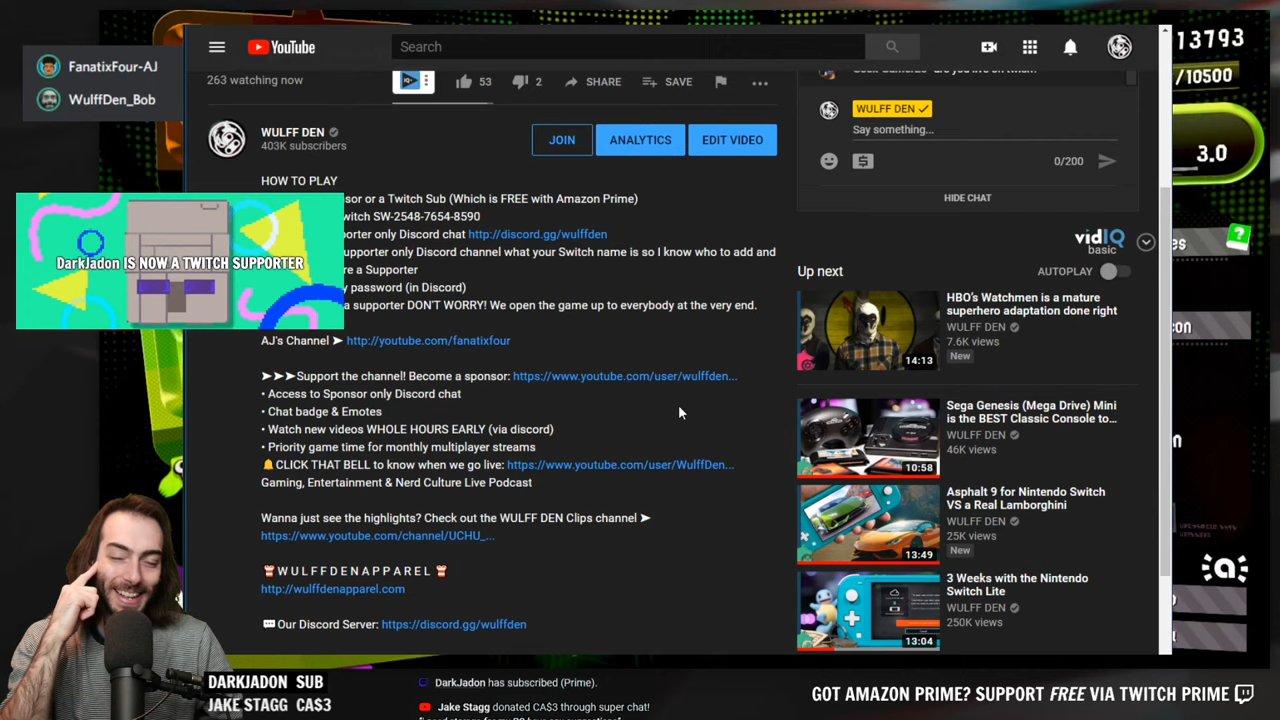 FanatixFour-AJ
WulffDen_Bob
YouTube
Search
13793
/10500
3.0
263 watching now
53
2
SHARE
SAVE
WULFF DEN
403K subscribers
JOIN
ANALYTICS
EDIT VIDEO
HOW TO PLAY
sor or a Twitch Sub (Which is FREE with Amazon Prime)
witch SW-2548-7654-8590
porter only Discord chat http://discord.gg/wulffden
upporter only Discord channel what your Switch name is so I know who to add and
re a Supporter
y password (in Discord)
a supporter DON'T WORRY! We open the game up to everybody at the very end.
DarkJadon IS NOW A TWITCH SUPPORTER
AJ's Channel ➤ http://youtube.com/fanatixfour
➤➤➤Support the channel! Become a sponsor: https://www.youtube.com/user/wulffden...
• Access to Sponsor only Discord chat
• Chat badge & Emotes
• Watch new videos WHOLE HOURS EARLY (via discord)
• Priority game time for monthly multiplayer streams
🔔CLICK THAT BELL to know when we go live: https://www.youtube.com/user/WulffDen...
Gaming, Entertainment & Nerd Culture Live Podcast
Wanna just see the highlights? Check out the WULFF DEN Clips channel ➤
https://www.youtube.com/channel/UCHU_...
W U L F F D E N A P P A R E L
http://wulffdenapparel.com
💬Our Discord Server: https://discord.gg/wulffden
WULFF DEN ✓
Say something...
0/200
HIDE CHAT
vidIQ
basic
Up next
AUTOPLAY
HBO's Watchmen is a mature
superhero adaptation done right
WULFF DEN
7.6K views
New
14:13
Sega Genesis (Mega Drive) Mini
is the BEST Classic Console to...
WULFF DEN
46K views
10:58
Asphalt 9 for Nintendo Switch
VS a Real Lamborghini
WULFF DEN
25K views
New
13:49
3 Weeks with the Nintendo
Switch Lite
WULFF DEN
250K views
13:04
DARKJADON SUB
JAKE STAGG CA$3
DarkJadon has subscribed (Prime).
Jake Stagg donated CA$3 through super chat!
GOT AMAZON PRIME? SUPPORT FREE VIA TWITCH PRIME